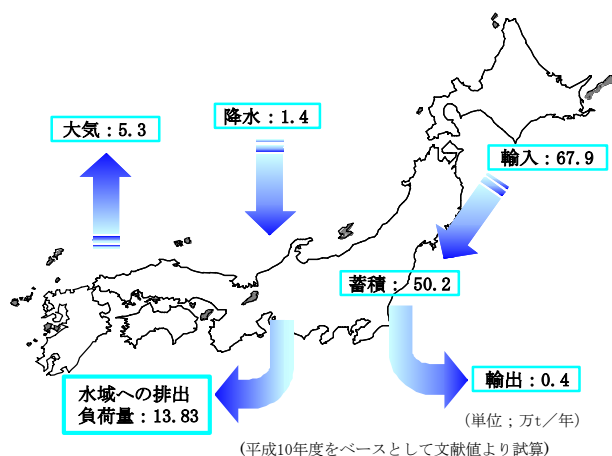 大気：5.3
降水：1.4
輸入：67.9
蓄積：50.2
水域への排出
負荷量：13.83
輸出：0.4
（単位；万t／年）
(平成10年度をベースとして文献値より試算)